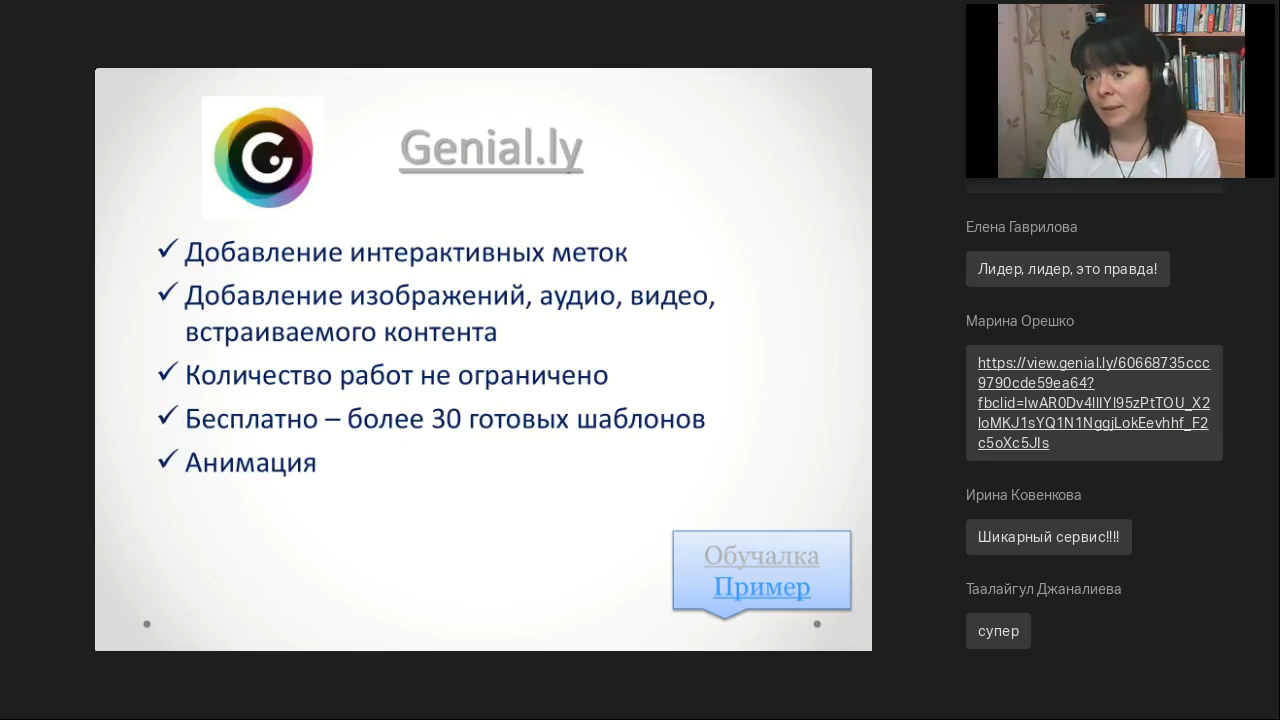 Genial.ly
Добавление интерактивных меток
Добавление изображений, аудио, видео,
встраиваемого контента
Количество работ не ограничено
Бесплатно – более 30 готовых шаблонов
Анимация
Обучалка
Пример
Елена Гаврилова
Лидер, лидер, это правда!
Марина Орешко
https://view.genial.ly/60668735ccc
9790cde59ea64?
fbclid=IwAR0Dv4lIIYl95zPtTOU_X2
loMKJ1sYQ1N1NggjLokEevhhf_F2
c5oXc5JIs
Ирина Ковенкова
Шикарный сервис!!!!
Таалайгул Джаналиева
супер